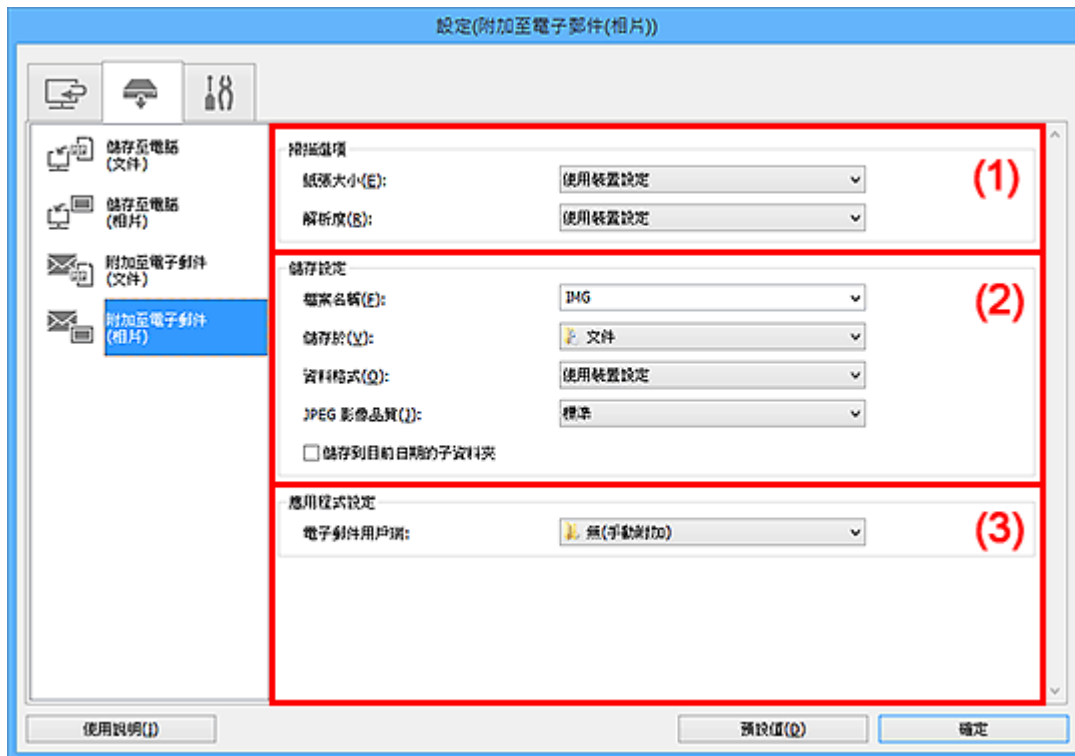 設定(附加至電子郵件(相片))
儲存至電腦
(文件)
儲存至電腦
(相片)
附加至電子郵件
(文件)
附加至電子郵件
(相片)
掃描選項
(1)
紙張大小(E): 使用裝置設定
解析度(R): 使用裝置設定
儲存設定
(2)
檔案名稱(F): IMG
儲存於(V): 文件
資料格式(O): 使用裝置設定
JPEG 影像品質(J): 標準
儲存到目前日期的子資料夾
應用程式設定
(3)
電子郵件用戶端: 無(手動附加)
使用說明(I) 預設值(D) 確定